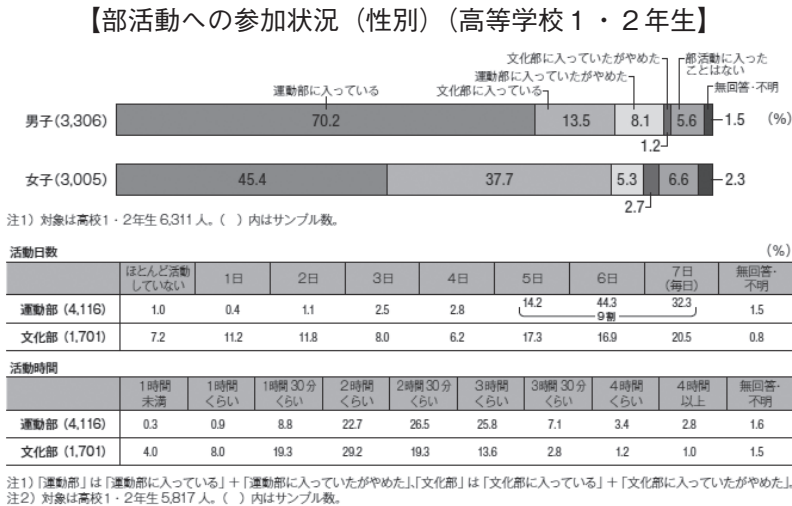 【部活動への参加状況（性別）（高等学校１・２年生】
文化部に入っていたがやめた 部活動に入ったことはない
運動部に入っていたがやめた
運動部に入っている 文化部に入っている 無回答・不明
男子(3,306) 70.2 13.5 8.1 1.2 5.6 1.5 (%)
女子(3,005) 45.4 37.7 5.3 2.7 6.6 2.3
注1）対象は高校1・2年生6,311人。（　）内はサンプル数。
活動日数 (%)
ほとんど活動していない 1日 2日 3日 4日 5日 6日 7日（毎日） 無回答・不明
運動部 (4,116) 1.0 0.4 1.1 2.5 2.8 14.2 44.3 32.3 1.5
9割
文化部 (1,701) 7.2 11.2 11.8 8.0 6.2 17.3 16.9 20.5 0.8
活動時間
1時間未満 1時間くらい 1時間30分くらい 2時間くらい 2時間30分くらい 3時間くらい 3時間30分くらい 4時間くらい 4時間以上 無回答・不明
運動部 (4,116) 0.3 0.9 8.8 22.7 26.5 25.8 7.1 3.4 2.8 1.6
文化部 (1,701) 4.0 8.0 19.3 29.2 19.3 13.6 2.8 1.2 1.0 1.5
注1）「運動部」は「運動部に入っている」＋「運動部に入っていたがやめた」、「文化部」は「文化部に入っている」＋「文化部に入っていたがやめた」。
注2）対象は高校1・2年生5,817人。（　）内はサンプル数。